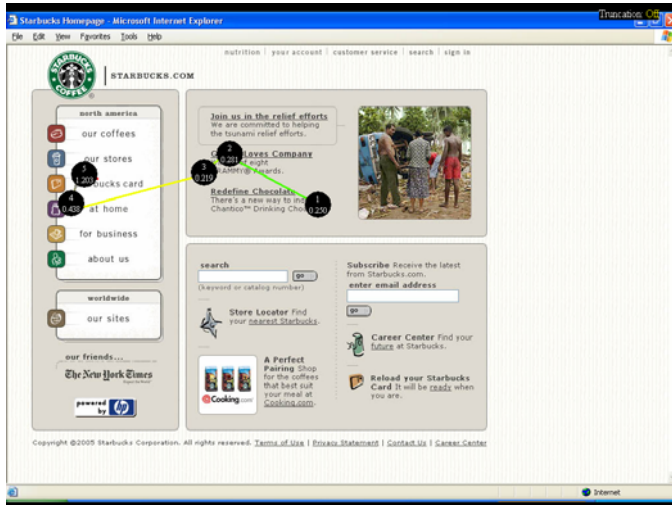 Truncation: Off
Starbucks Homepage - Microsoft Internet Explorer
File Edit View Favorites Tools Help
nutrition | your account | customer service | search | sign in
STARBUCKS COFFEE
STARBUCKS.COM
north america
our coffees
our stores
card
at home
for business
about us
worldwide
our sites
our friends...
The New York Times
powered by hp
Join us in the relief efforts
We are committed to helping
the tsunami relief efforts.
Loves Company
of eight
Awards.
Redefine Chocolate
There's a new way to
Chantico™ Drinking
1
0.250
2
0.281
3
0.219
4
0.438
5
1.203
search
go
(keyword or catalog number)
Store Locator Find
your nearest Starbucks.
A Perfect
Pairing Shop
for the coffees
that best suit
your meal at
Cooking.com.
Cooking.com
Subscribe Receive the latest
from Starbucks.com.
enter email address
go
Career Center Find your
future at Starbucks.
Reload your Starbucks
Card It will be ready when
you are.
Copyright ©2005 Starbucks Corporation. All rights reserved. Terms of Use | Privacy Statement | Contact Us | Career Center
Internet